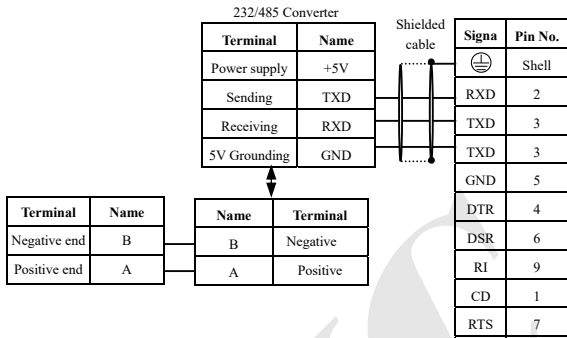 232/485 Converter
Terminal Name
Power supply +5V
Sending TXD
Receiving RXD
5V Grounding GND
Shielded
cable
Signa Pin No.
Shell
RXD 2
TXD 3
TXD 3
GND 5
DTR 4
DSR 6
RI 9
CD 1
RTS 7
Terminal Name
Negative end B
Positive end A
Name Terminal
B Negative
A Positive